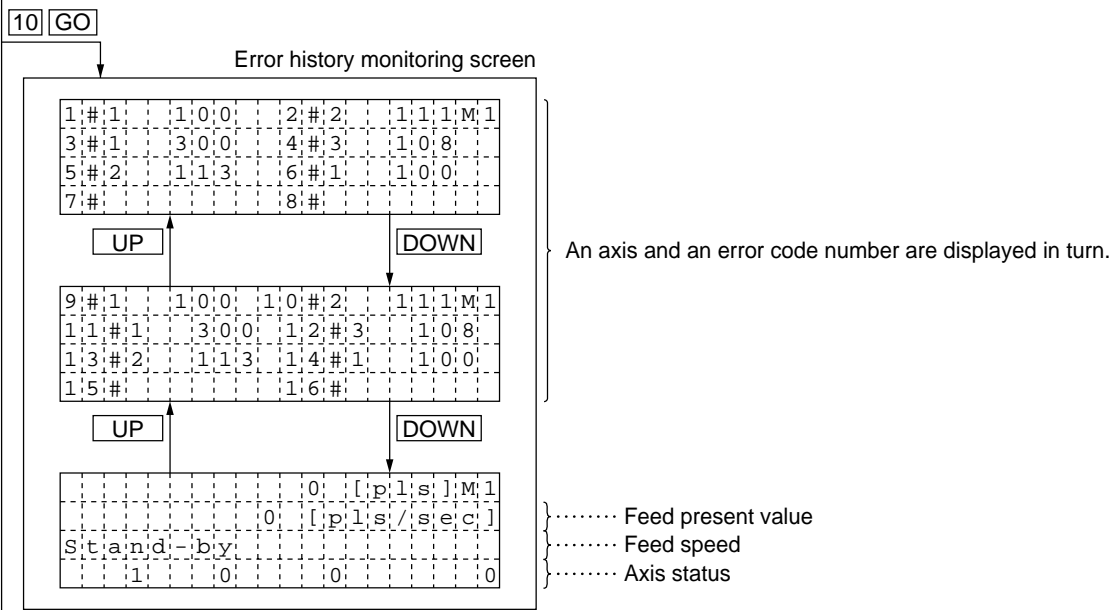 10 GO
Error history monitoring screen
1#1 100 2#2 111M1
3#1 300 4#3 108
5#2 113 6#1 100
7# 8#
UP DOWN
An axis and an error code number are displayed in turn.
9#1 100 10#2 111M1
11#1 300 12#3 108
13#2 113 14#1 100
15# 16#
UP DOWN
0 [pls]M1
0 [pls/sec]
Feed present value
Stand-by
Feed speed
1 0 0 0
Axis status